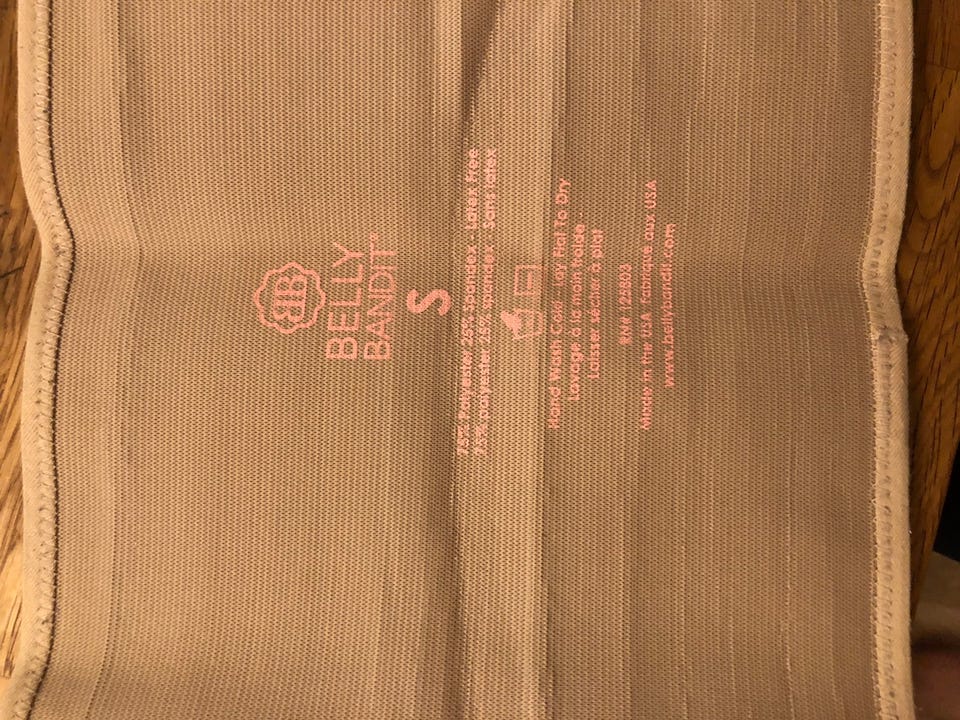 BB
BELLY
BANDIT™
S
75% Polyester 25% Spandex - Latex Free
75% polyester 25% spandex - Sans latex
Hand Wash Cold - Lay Flat To Dry
Lavage à la main froide -
Laisse sécher à plat
RN# 122803
Made in the USA Fabriqué aux USA
www.bellybandit.com